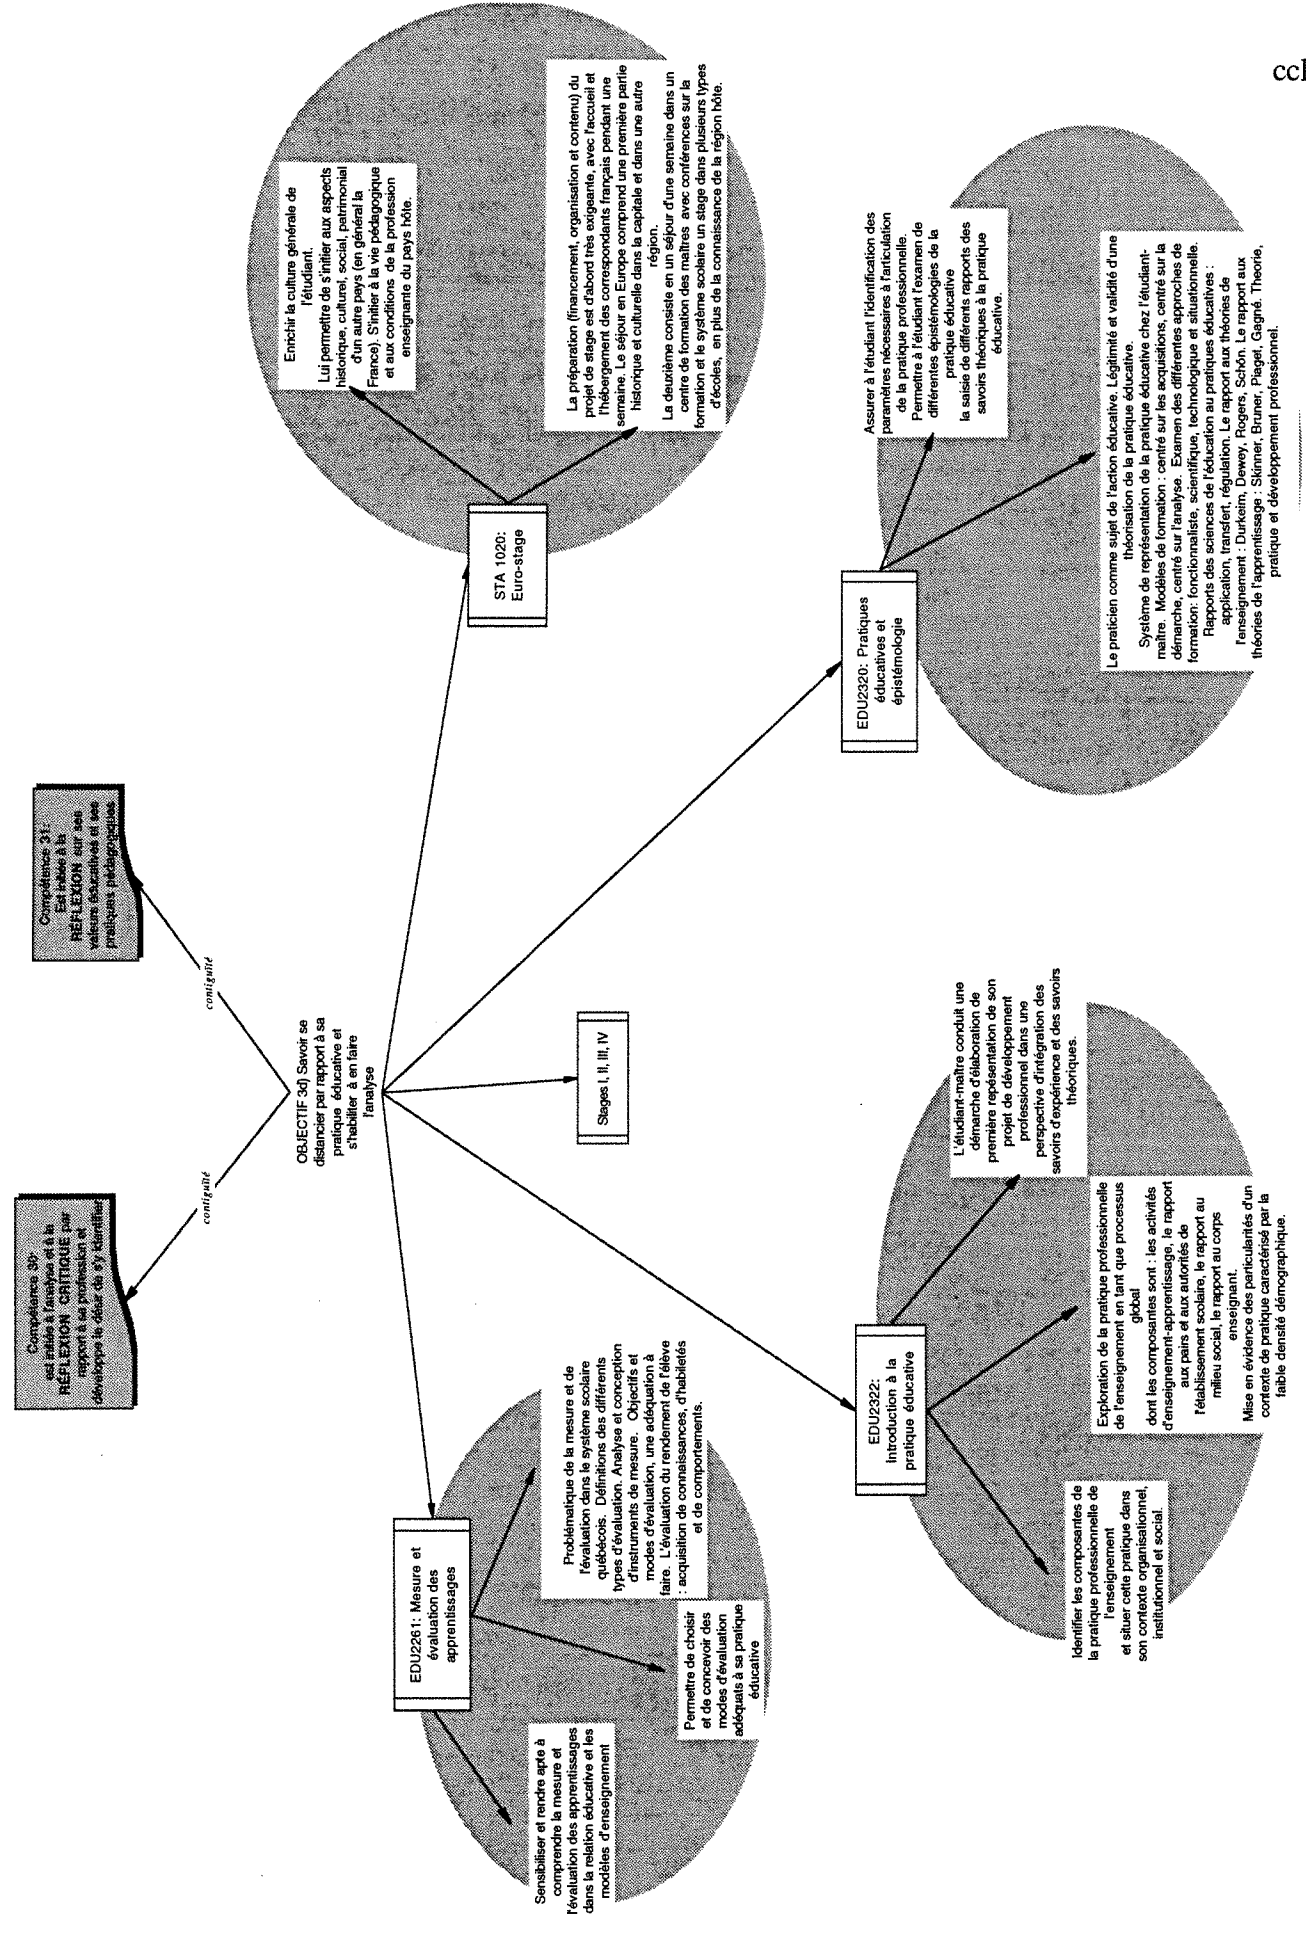 Compétence 30:
est initiée à l'analyse et à la
RÉFLEXION CRITIQUE par
rapport à sa profession et
développe le désir de s'y identifier
Compétence 31:
Est initiée à la
RÉFLEXION sur ses
valeurs éducatives et ses
pratiques pédagogiques
contiguïté
contiguïté
OBJECTIF 3d) Savoir se
distancier par rapport à sa
pratique éducative et
s'habiliter à en faire
l'analyse
EDU2261: Mesure et
évaluation des
apprentissages
Sensibiliser et rendre apte à
comprendre la mesure et
l'évaluation des apprentissages
dans la relation éducative et les
modèles d'enseignement
Permettre de choisir
et de concevoir des
modes d'évaluation
adéquats à sa pratique
éducative
Problématique de la mesure et de
l'évaluation dans le système scolaire
québécois. Définitions des différents
types d'évaluation. Analyse et conception
d'instruments de mesure. Objectifs et
modes d'évaluation, une adéquation à
faire. L'évaluation du rendement de l'élève
: acquisition de connaissances, d'habiletés
et de comportements.
Stages I, II, III, IV
STA 1020:
Euro-stage
Enrichir la culture générale de
l'étudiant.
Lui permettre de s'initier aux aspects
historique, culturel, social, patrimonial
d'un autre pays (en général la
France). S'initier à la vie pédagogique
et aux conditions de la profession
enseignante du pays hôte.
La préparation (financement, organisation et contenu) du
projet de stage est d'abord très exigeante, avec l'accueil et
l'hébergement des correspondants français pendant une
semaine. Le séjour en Europe comprend une première partie
historique et culturelle dans la capitale et dans une autre
région.
La deuxième consiste en un séjour d'une semaine dans un
centre de formation des maîtres avec conférences sur la
formation et le système scolaire un stage dans plusieurs types
d'écoles, en plus de la connaissance de la région hôte.
EDU2322:
Introduction à la
pratique éducative
Identifier les composantes de
la pratique professionnelle de
l'enseignement
et situer cette pratique dans
son contexte organisationnel,
institutionnel et social.
Exploration de la pratique professionnelle
de l'enseignement en tant que processus
global
dont les composantes sont : les activités
d'enseignement-apprentissage, le rapport
aux pairs et aux autorités de
l'établissement scolaire, le rapport au
milieu social, le rapport au corps
enseignant.
Mise en évidence des particularités d'un
contexte de pratique caractérisé par la
faible densité démographique.
L'étudiant-maître conduit une
démarche d'élaboration de
première repésentation de son
projet de développement
professionnel dans une
perspective d'intégration des
savoirs d'expérience et des savoirs
théoriques.
EDU2320: Pratiques
éducatives et
épistémologie
Assurer à l'étudiant l'identification des
paramètres nécessaires à l'articulation
de la pratique professionnelle.
Permettre à l'étudiant l'examen de
différentes épistémologies de la
pratique éducative
la saisie de différents rapports des
savoirs théoriques à la pratique
éducative.
Le praticien comme sujet de l'action éducative. Légitimité et validité d'une
théorisation de la pratique éducative.
Système de représentation de la pratique éducative chez l'étudiant-
maître. Modèles de formation : centré sur les acquisitions, centré sur la
démarche, centré sur l'analyse. Examen des différentes approches de
formation: fonctionnaliste, scientifique, technologique et situationnelle.
Rapports des sciences de l'éducation au pratiques éducatives :
application, transfert, régulation. Le rapport aux théories de
l'enseignement : Durkeim, Dewey, Rogers, Schön. Le rapport aux
théories de l'apprentissage : Skinner, Bruner, Piaget, Gagné. Theorie,
pratique et développement professionnel.
ccl